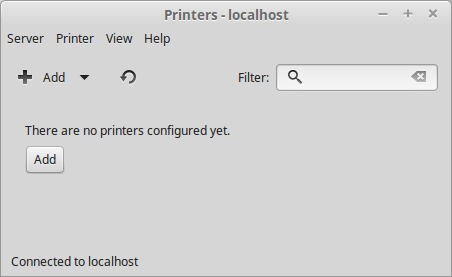 Printers - localhost
Server Printer View Help
Add Filter:
There are no printers configured yet.
Add
Connected to localhost